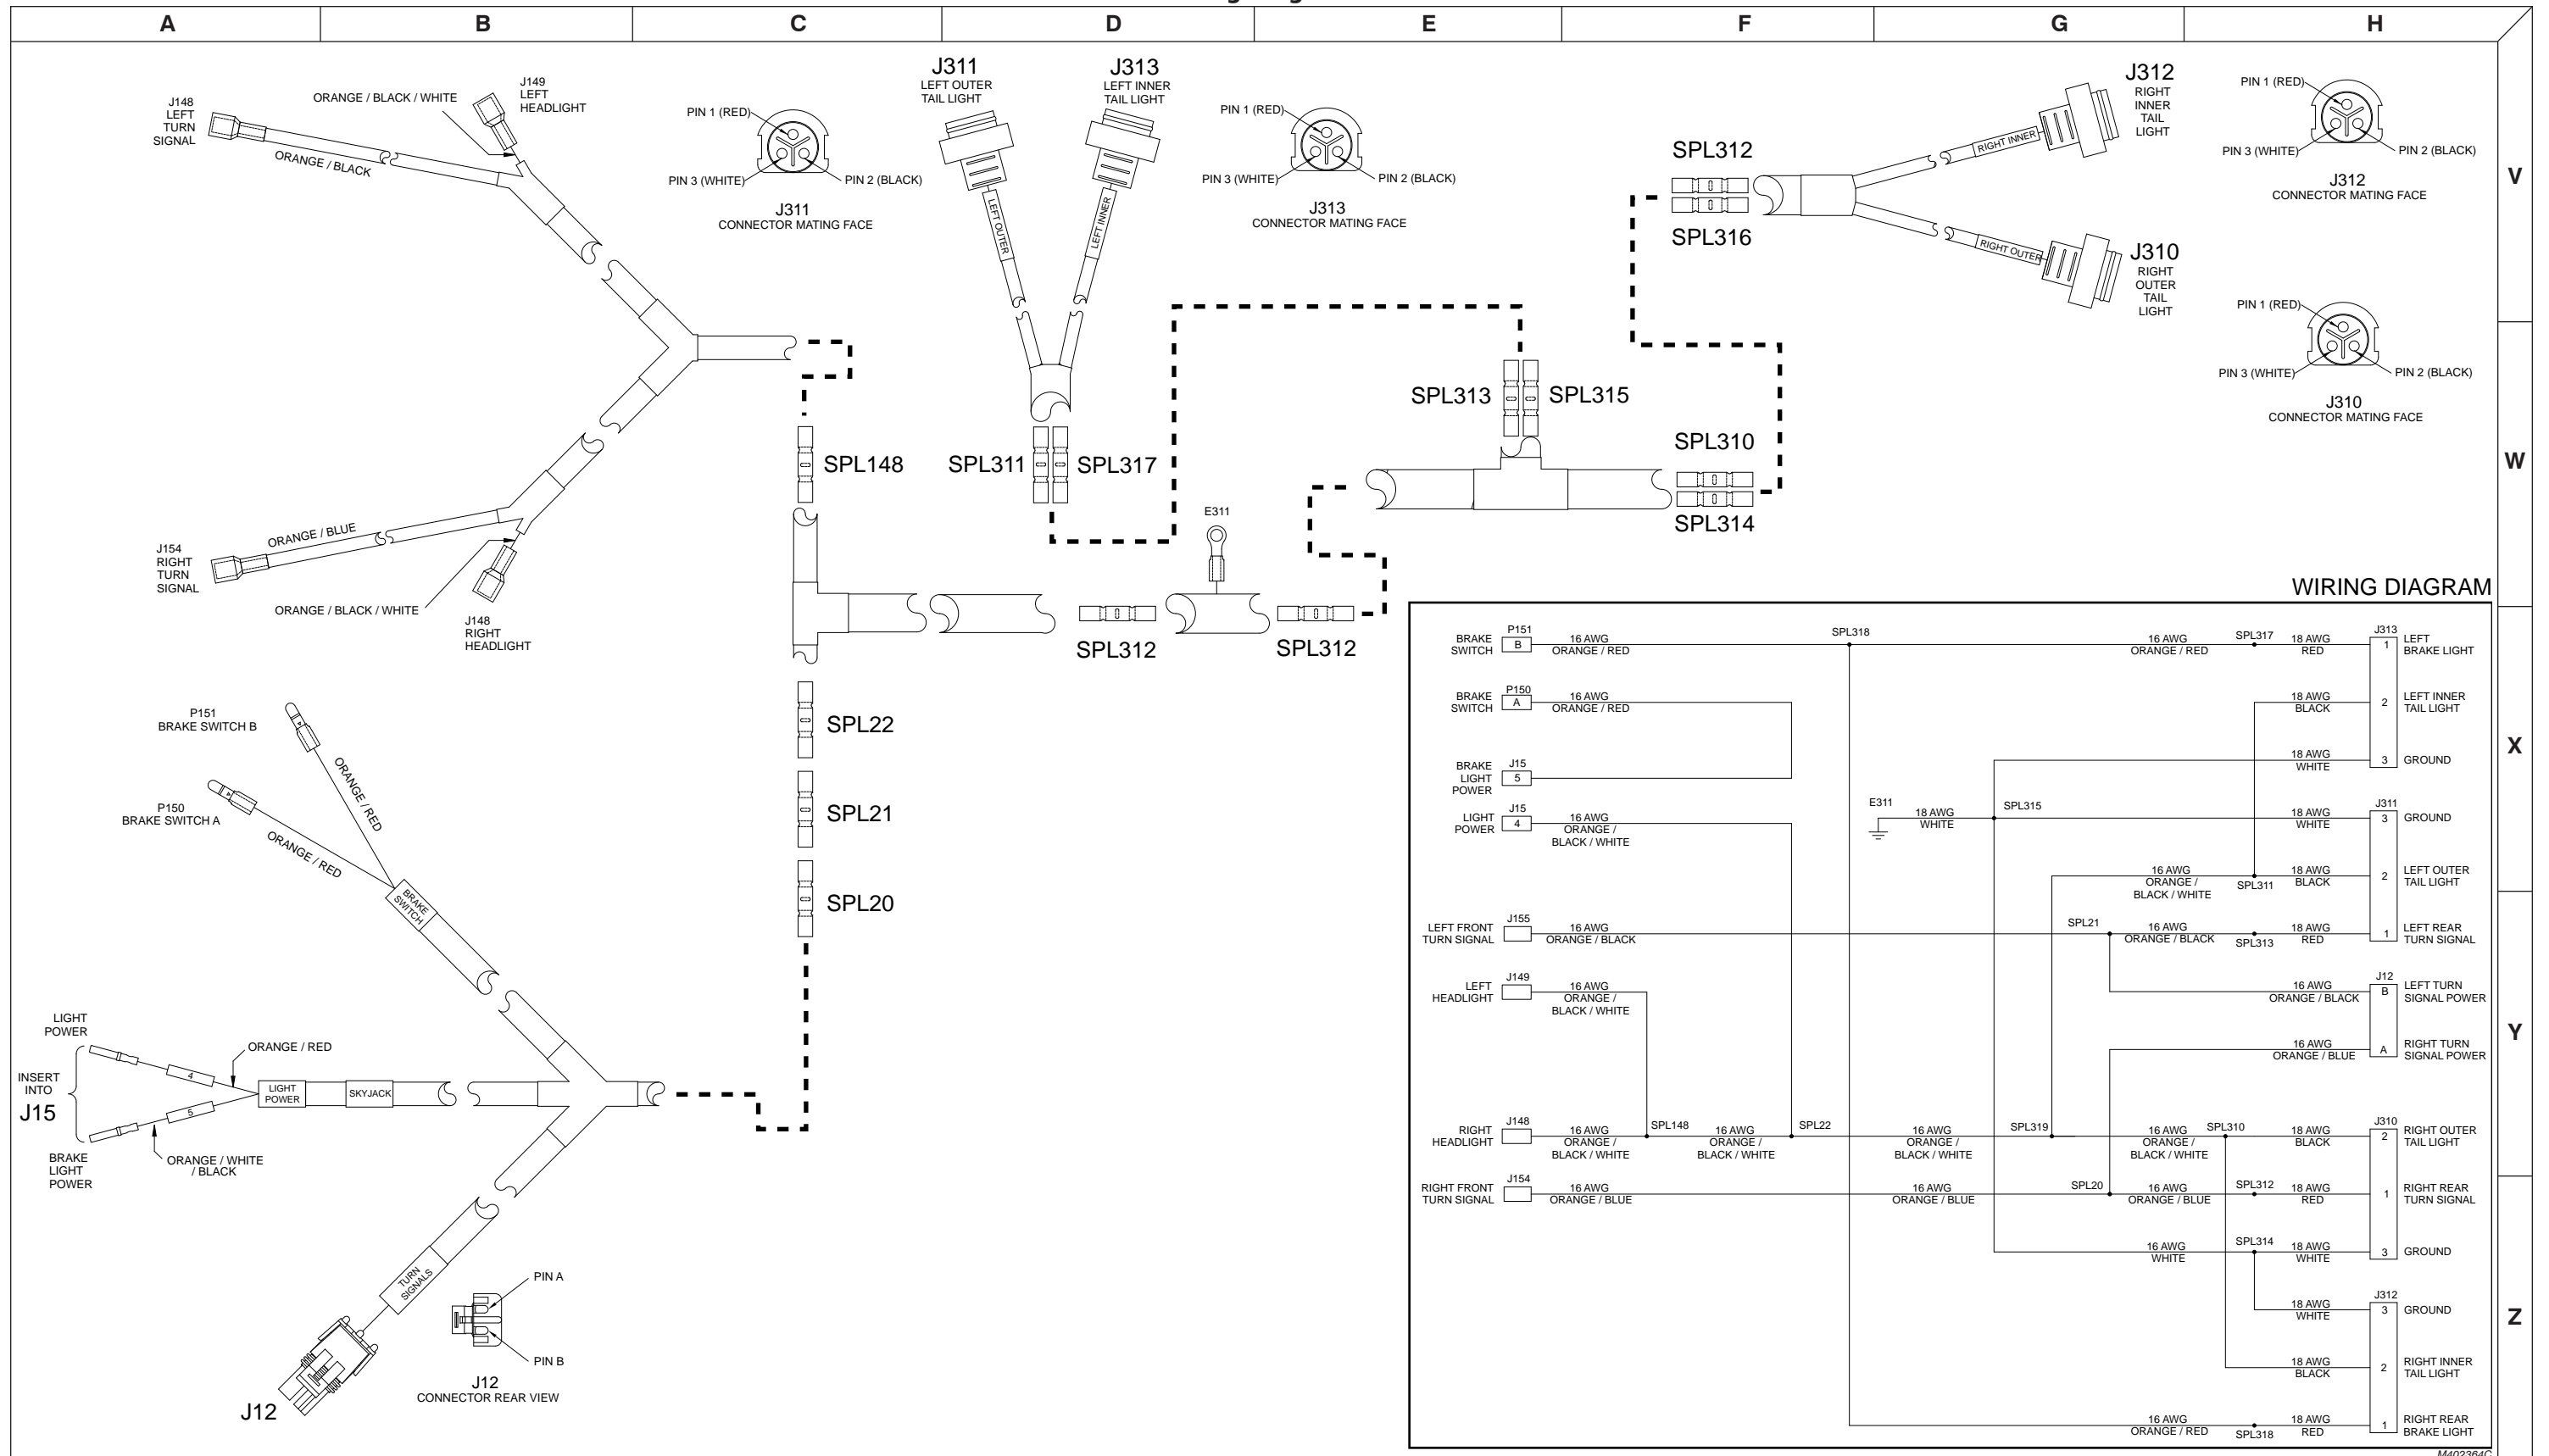 A B C D E F G H
V
W
X
Y
Z
J148
LEFT
TURN
SIGNAL
ORANGE / BLACK / WHITE
J149
LEFT
HEADLIGHT
ORANGE / BLACK
PIN 1 (RED)
PIN 3 (WHITE)
PIN 2 (BLACK)
J311
CONNECTOR MATING FACE
J311
LEFT OUTER
TAIL LIGHT
J313
LEFT INNER
TAIL LIGHT
LEFT OUTER
LEFT INNER
PIN 1 (RED)
PIN 3 (WHITE)
PIN 2 (BLACK)
J313
CONNECTOR MATING FACE
SPL312
SPL316
RIGHT INNER
RIGHT OUTER
J312
RIGHT
INNER
TAIL
LIGHT
J310
RIGHT
OUTER
TAIL
LIGHT
PIN 1 (RED)
PIN 3 (WHITE)
PIN 2 (BLACK)
J312
CONNECTOR MATING FACE
PIN 1 (RED)
PIN 3 (WHITE)
PIN 2 (BLACK)
J310
CONNECTOR MATING FACE
J154
RIGHT
TURN
SIGNAL
ORANGE / BLUE
ORANGE / BLACK / WHITE
J148
RIGHT
HEADLIGHT
SPL148
SPL311
SPL317
SPL313
SPL315
SPL310
SPL314
E311
SPL312
SPL312
SPL22
SPL21
SPL20
P151
BRAKE SWITCH B
ORANGE / RED
P150
BRAKE SWITCH A
ORANGE / RED
BRAKE
SWITCH
LIGHT
POWER
INSERT
INTO
J15
BRAKE
LIGHT
POWER
4
5
ORANGE / RED
ORANGE / WHITE
/ BLACK
LIGHT
POWER
SKYJACK
TURN
SIGNALS
J12
PIN A
PIN B
J12
CONNECTOR REAR VIEW
WIRING DIAGRAM
BRAKE
SWITCH
P151
B
16 AWG
ORANGE / RED
SPL318
16 AWG
ORANGE / RED
SPL317
18 AWG
RED
J313
1
LEFT
BRAKE LIGHT
BRAKE
SWITCH
P150
A
16 AWG
ORANGE / RED
18 AWG
BLACK
2
LEFT INNER
TAIL LIGHT
BRAKE
LIGHT
POWER
J15
5
18 AWG
WHITE
3
GROUND
LIGHT
POWER
J15
4
16 AWG
ORANGE /
BLACK / WHITE
E311
18 AWG
WHITE
SPL315
18 AWG
WHITE
J311
3
GROUND
16 AWG
ORANGE /
BLACK / WHITE
SPL311
18 AWG
BLACK
2
LEFT OUTER
TAIL LIGHT
LEFT FRONT
TURN SIGNAL
J155
16 AWG
ORANGE / BLACK
SPL21
16 AWG
ORANGE / BLACK
SPL313
18 AWG
RED
1
LEFT REAR
TURN SIGNAL
LEFT
HEADLIGHT
J149
16 AWG
ORANGE /
BLACK / WHITE
16 AWG
ORANGE / BLACK
J12
B
LEFT TURN
SIGNAL POWER
16 AWG
ORANGE / BLUE
A
RIGHT TURN
SIGNAL POWER
RIGHT
HEADLIGHT
J148
16 AWG
ORANGE /
BLACK / WHITE
SPL148
16 AWG
ORANGE /
BLACK / WHITE
SPL22
16 AWG
ORANGE /
BLACK / WHITE
SPL319
16 AWG
ORANGE /
BLACK / WHITE
SPL310
18 AWG
BLACK
J310
2
RIGHT OUTER
TAIL LIGHT
RIGHT FRONT
TURN SIGNAL
J154
16 AWG
ORANGE / BLUE
16 AWG
ORANGE / BLUE
SPL20
16 AWG
ORANGE / BLUE
SPL312
18 AWG
RED
1
RIGHT REAR
TURN SIGNAL
16 AWG
WHITE
SPL314
18 AWG
WHITE
3
GROUND
18 AWG
WHITE
J312
3
GROUND
18 AWG
BLACK
2
RIGHT INNER
TAIL LIGHT
16 AWG
ORANGE / RED
SPL318
18 AWG
RED
1
RIGHT REAR
BRAKE LIGHT
M402364C